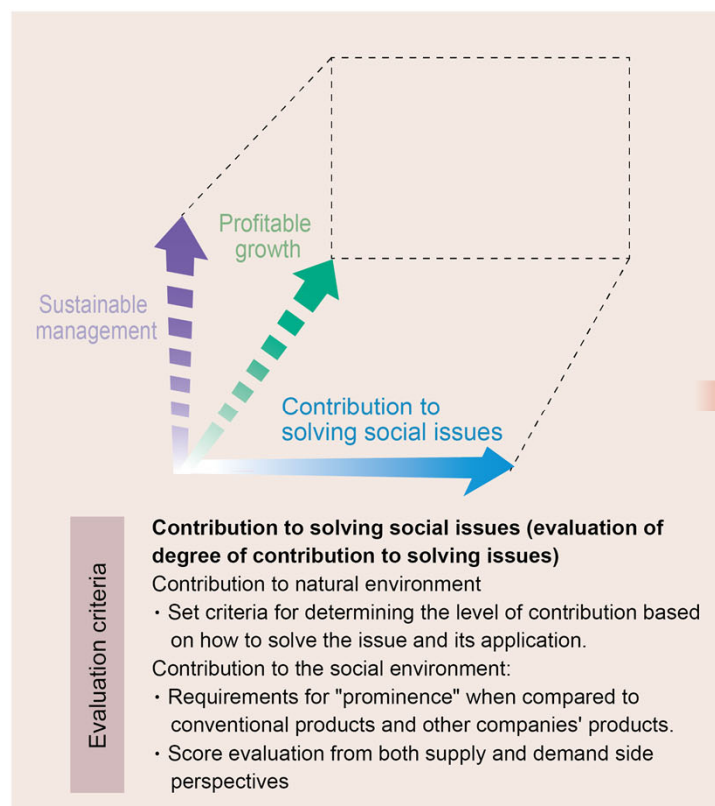 Profitable
growth
Sustainable
management
Contribution to
solving social issues
Evaluation criteria
Contribution to solving social issues (evaluation of
degree of contribution to solving issues)
Contribution to natural environment
・Set criteria for determining the level of contribution based
on how to solve the issue and its application.
Contribution to the social environment:
・Requirements for "prominence" when compared to
conventional products and other companies' products.
・Score evaluation from both supply and demand side
perspectives